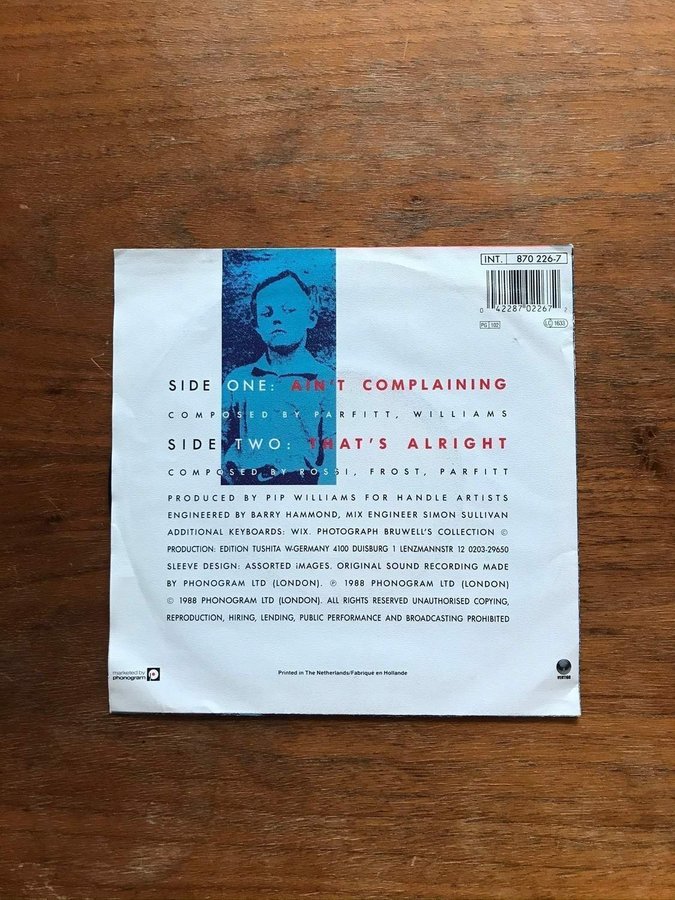 INT. 870 226-7
0 42287 02267 2
PG 102
LC 1633
SIDE ONE: AIN'T COMPLAINING
COMPOSED BY PARFITT, WILLIAMS
SIDE TWO: THAT'S ALRIGHT
COMPOSED BY ROSSI, FROST, PARFITT
PRODUCED BY PIP WILLIAMS FOR HANDLE ARTISTS
ENGINEERED BY BARRY HAMMOND, MIX ENGINEER SIMON SULLIVAN
ADDITIONAL KEYBOARDS: WIX. PHOTOGRAPH BRUWELL'S COLLECTION ©
PRODUCTION: EDITION TUSHITA W-GERMANY 4100 DUISBURG 1 LENZMANNSTR 12 0203-29650
SLEEVE DESIGN: ASSORTED iMAGES. ORIGINAL SOUND RECORDING MADE
BY PHONOGRAM LTD (LONDON). ℗ 1988 PHONOGRAM LTD (LONDON)
© 1988 PHONOGRAM LTD (LONDON). ALL RIGHTS RESERVED UNAUTHORISED COPYING,
REPRODUCTION, HIRING, LENDING, PUBLIC PERFORMANCE AND BROADCASTING PROHIBITED
marketed by
phonogram
Printed in The Netherlands/Fabriqué en Hollande
VERTIGO